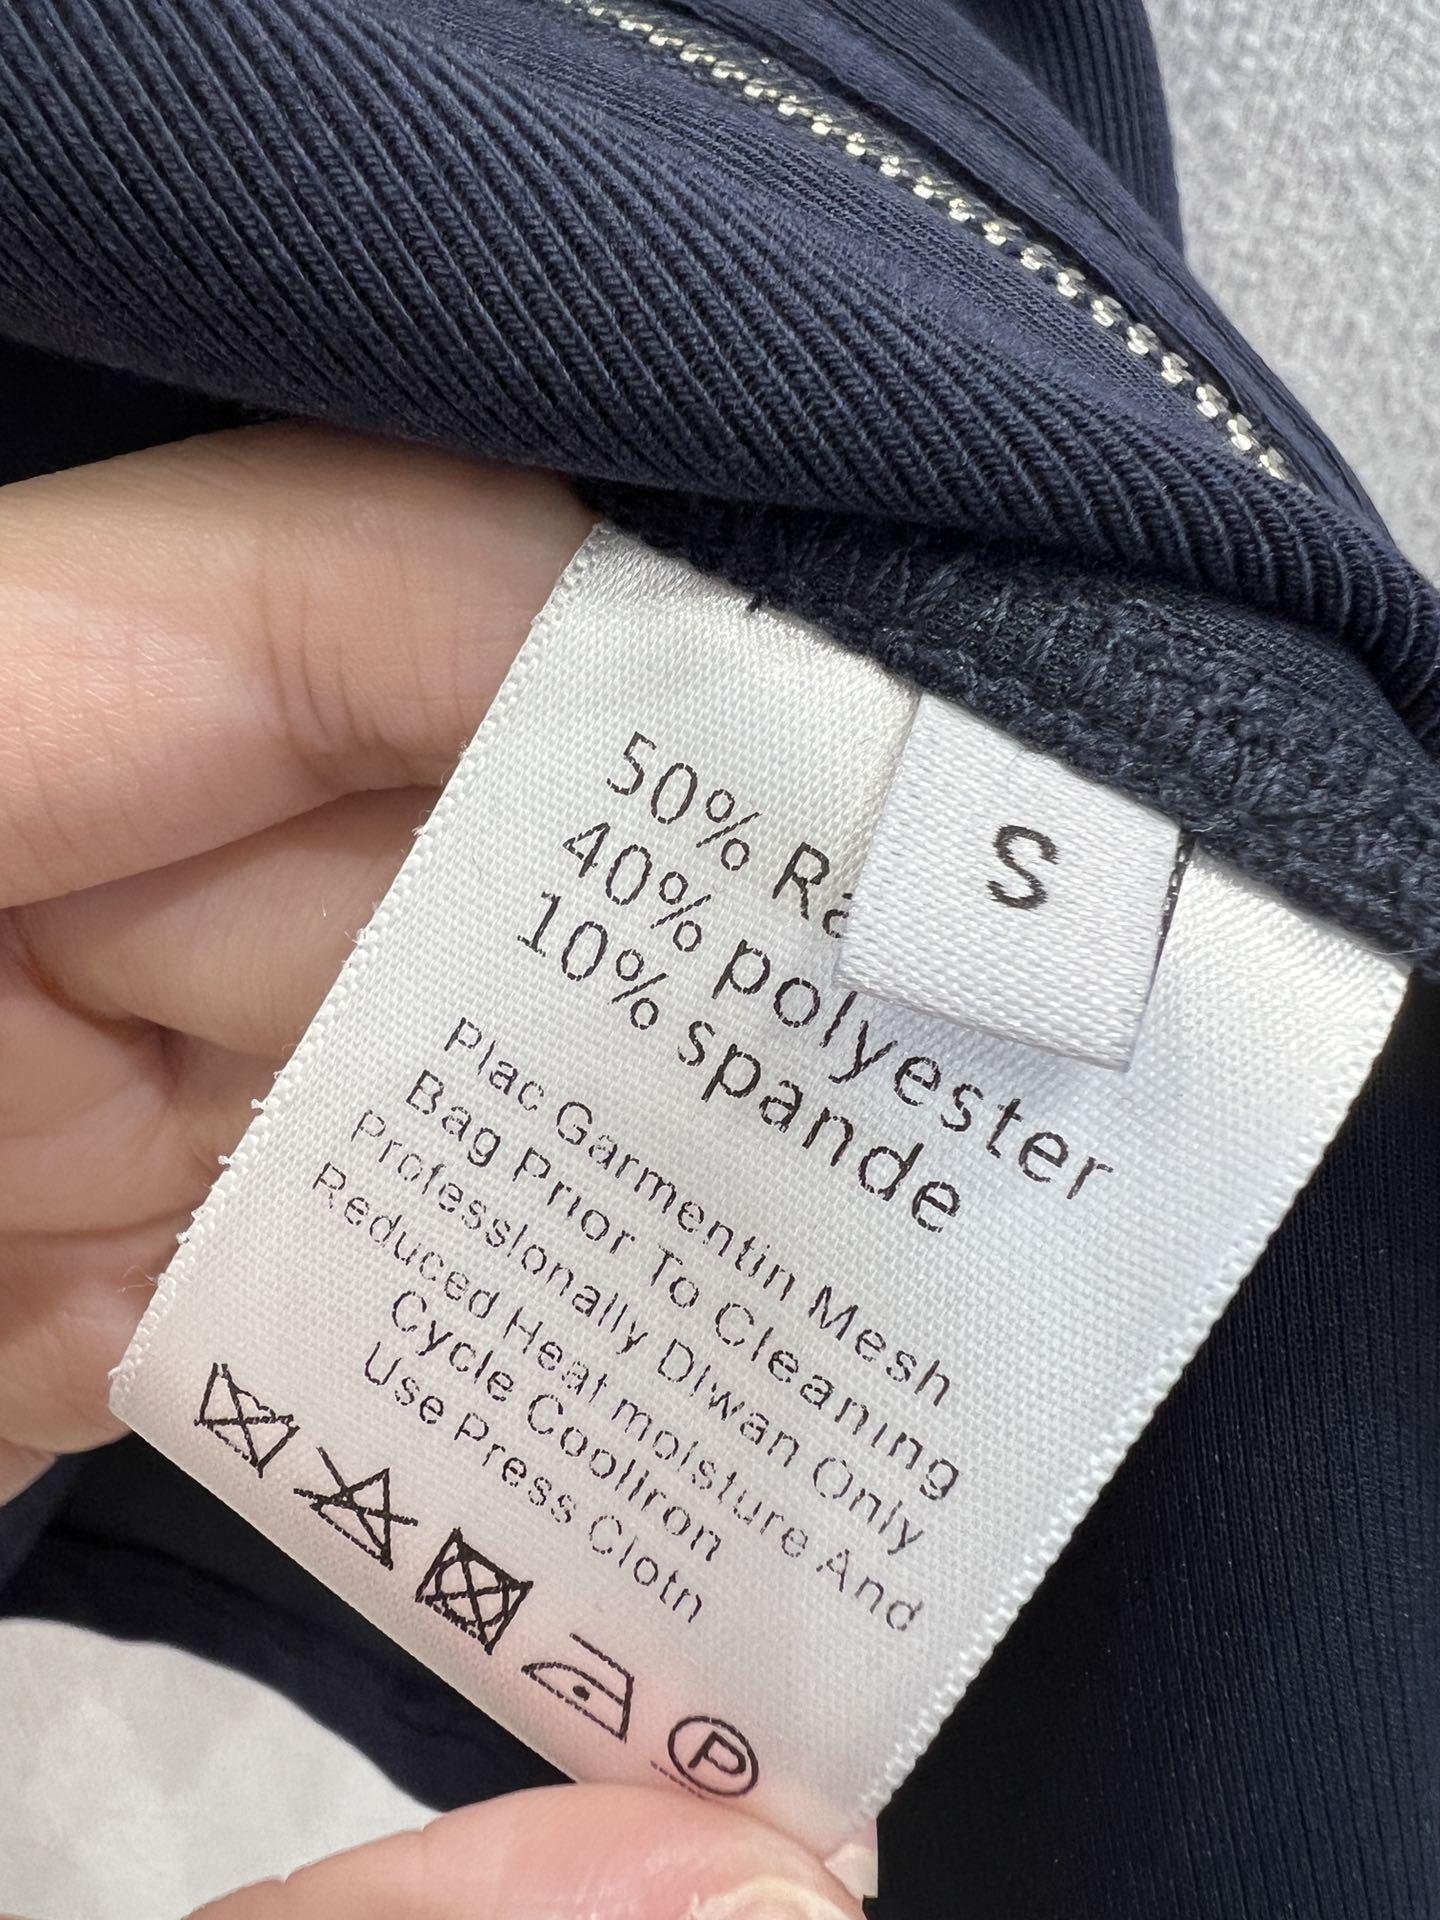 50% Ra
40% polyester
10% spande
S
Plac Garmentin Mesh
Bag Prior To Cleaning
Professionally Dlwan Only
Reduced Heat moisture And
Cycle Cooliron
Use Press Clotn
P